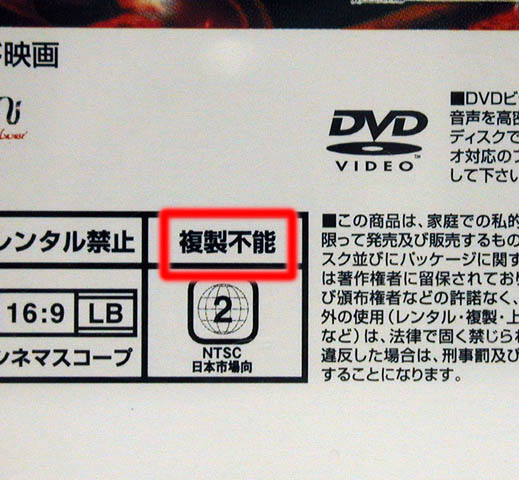 映画
DVD
VIDEO
■DVDビ
音声を高密
ディスクで
オ対応のプ
して下さい
レンタル禁止
複製不能
16:9
LB
2
シネマスコープ
NTSC
日本市場向
■この商品は、家庭での私的
限って発売及び販売するもの
スク並びにパッケージに関す
は著作権者に留保されており
び頒布権者などの許諾なく、
外の使用(レンタル・複製・上
など)は、法律で固く禁じられ
違反した場合は、刑事罰及び
することになります。